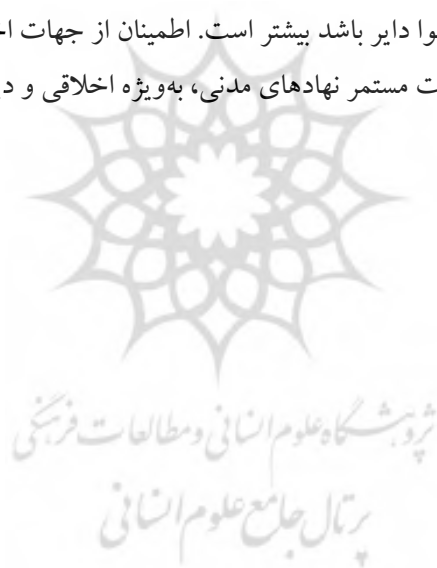 وا دایر باشد بیشتر است. اطمینان از جهات
ت مستمر نهادهای مدنی، به‌ویژه اخلاقی و
پژوهشگاه علوم انسانی و مطالعات فرهنگی
پرتال جامع علوم انسانی